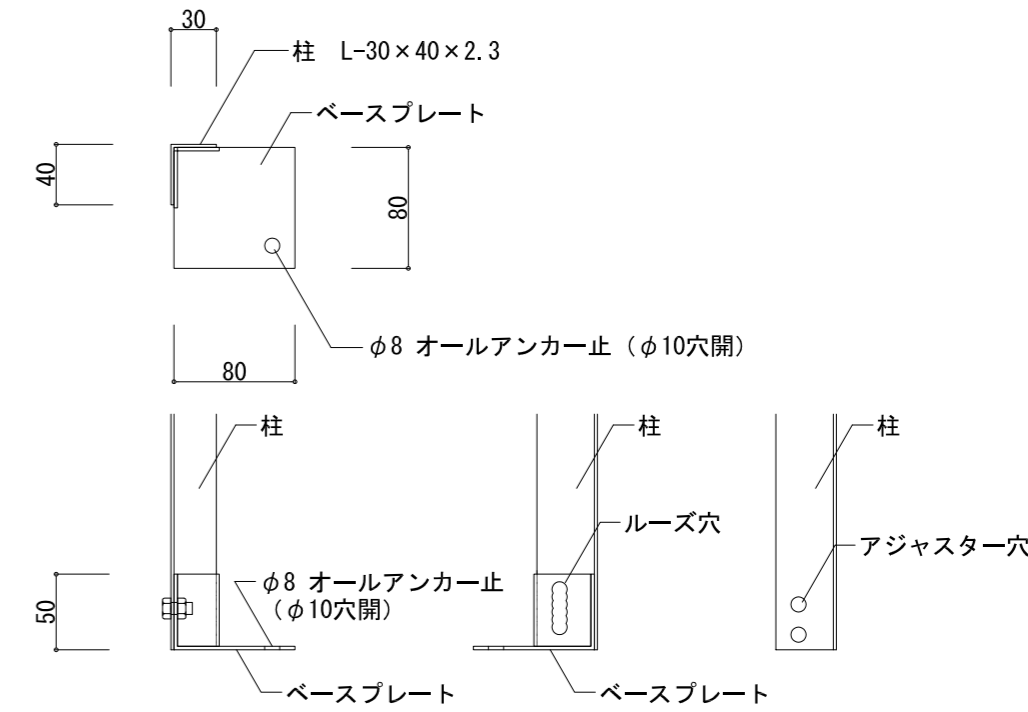 30
柱 L-30×40×2.3
ベースプレート
40
80
φ8 オールアンカー止（φ10穴開）
80
柱
柱
柱
ルーズ穴
アジャスター穴
φ8 オールアンカー止
（φ10穴開）
50
ベースプレート
ベースプレート